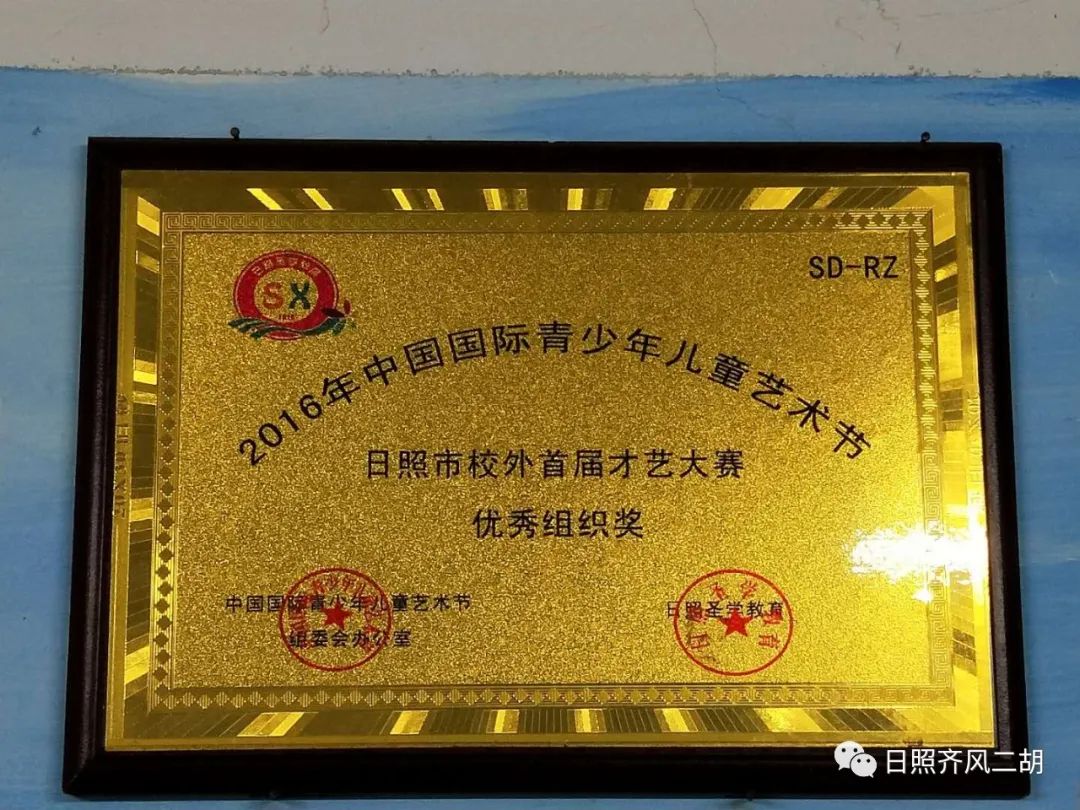 SX
SD-RZ
2016年中国国际青少年儿童艺术节
日照市校外首届才艺大赛
优秀组织奖
中国国际青少年儿童艺术节
组委会办公室
日照圣学教育
日照齐风二胡